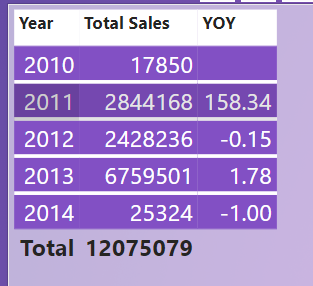 Year Total Sales YOY
2010 17850
2011 2844168 158.34
2012 2428236 -0.15
2013 6759501 1.78
2014 25324 -1.00
Total 12075079